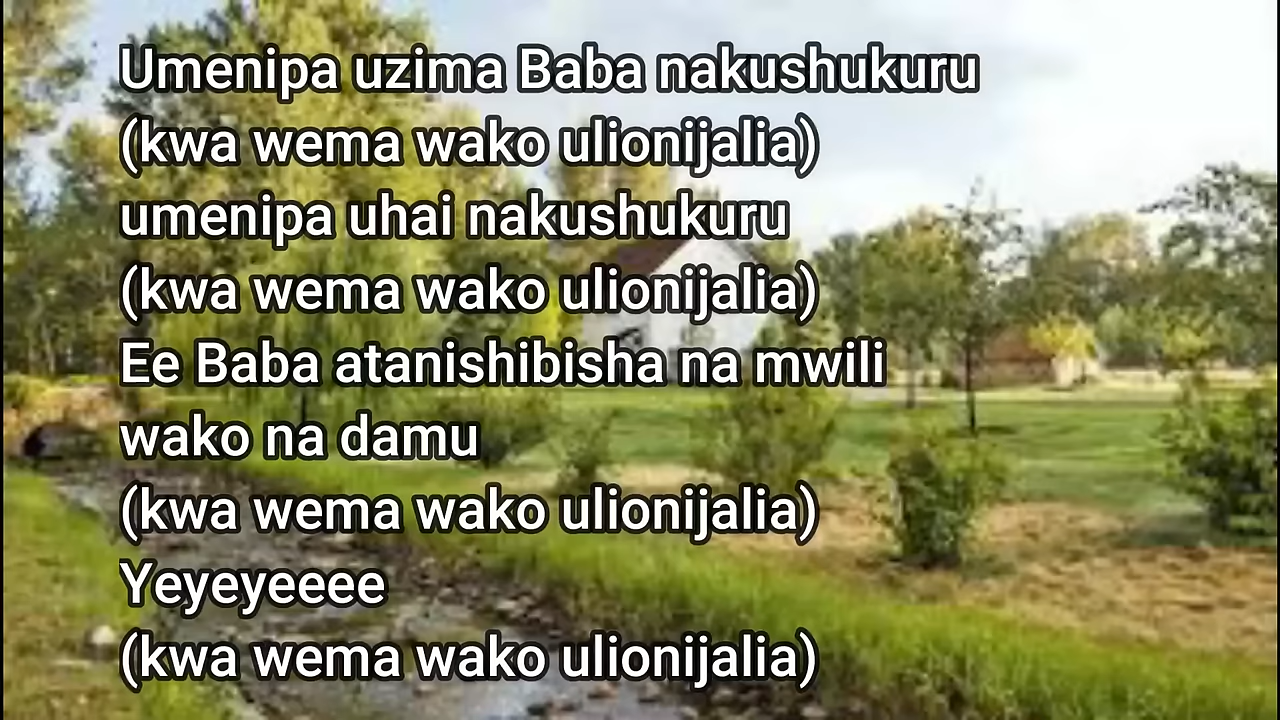 Umenipa uzima Baba nakushukuru
(kwa wema wako ulionijalia)
umenipa uhai nakushukuru
(kwa wema wako ulionijalia)
Ee Baba atanishibisha na mwili
wako na damu
(kwa wema wako ulionijalia)
Yeyeyeeee
(kwa wema wako ulionijalia)